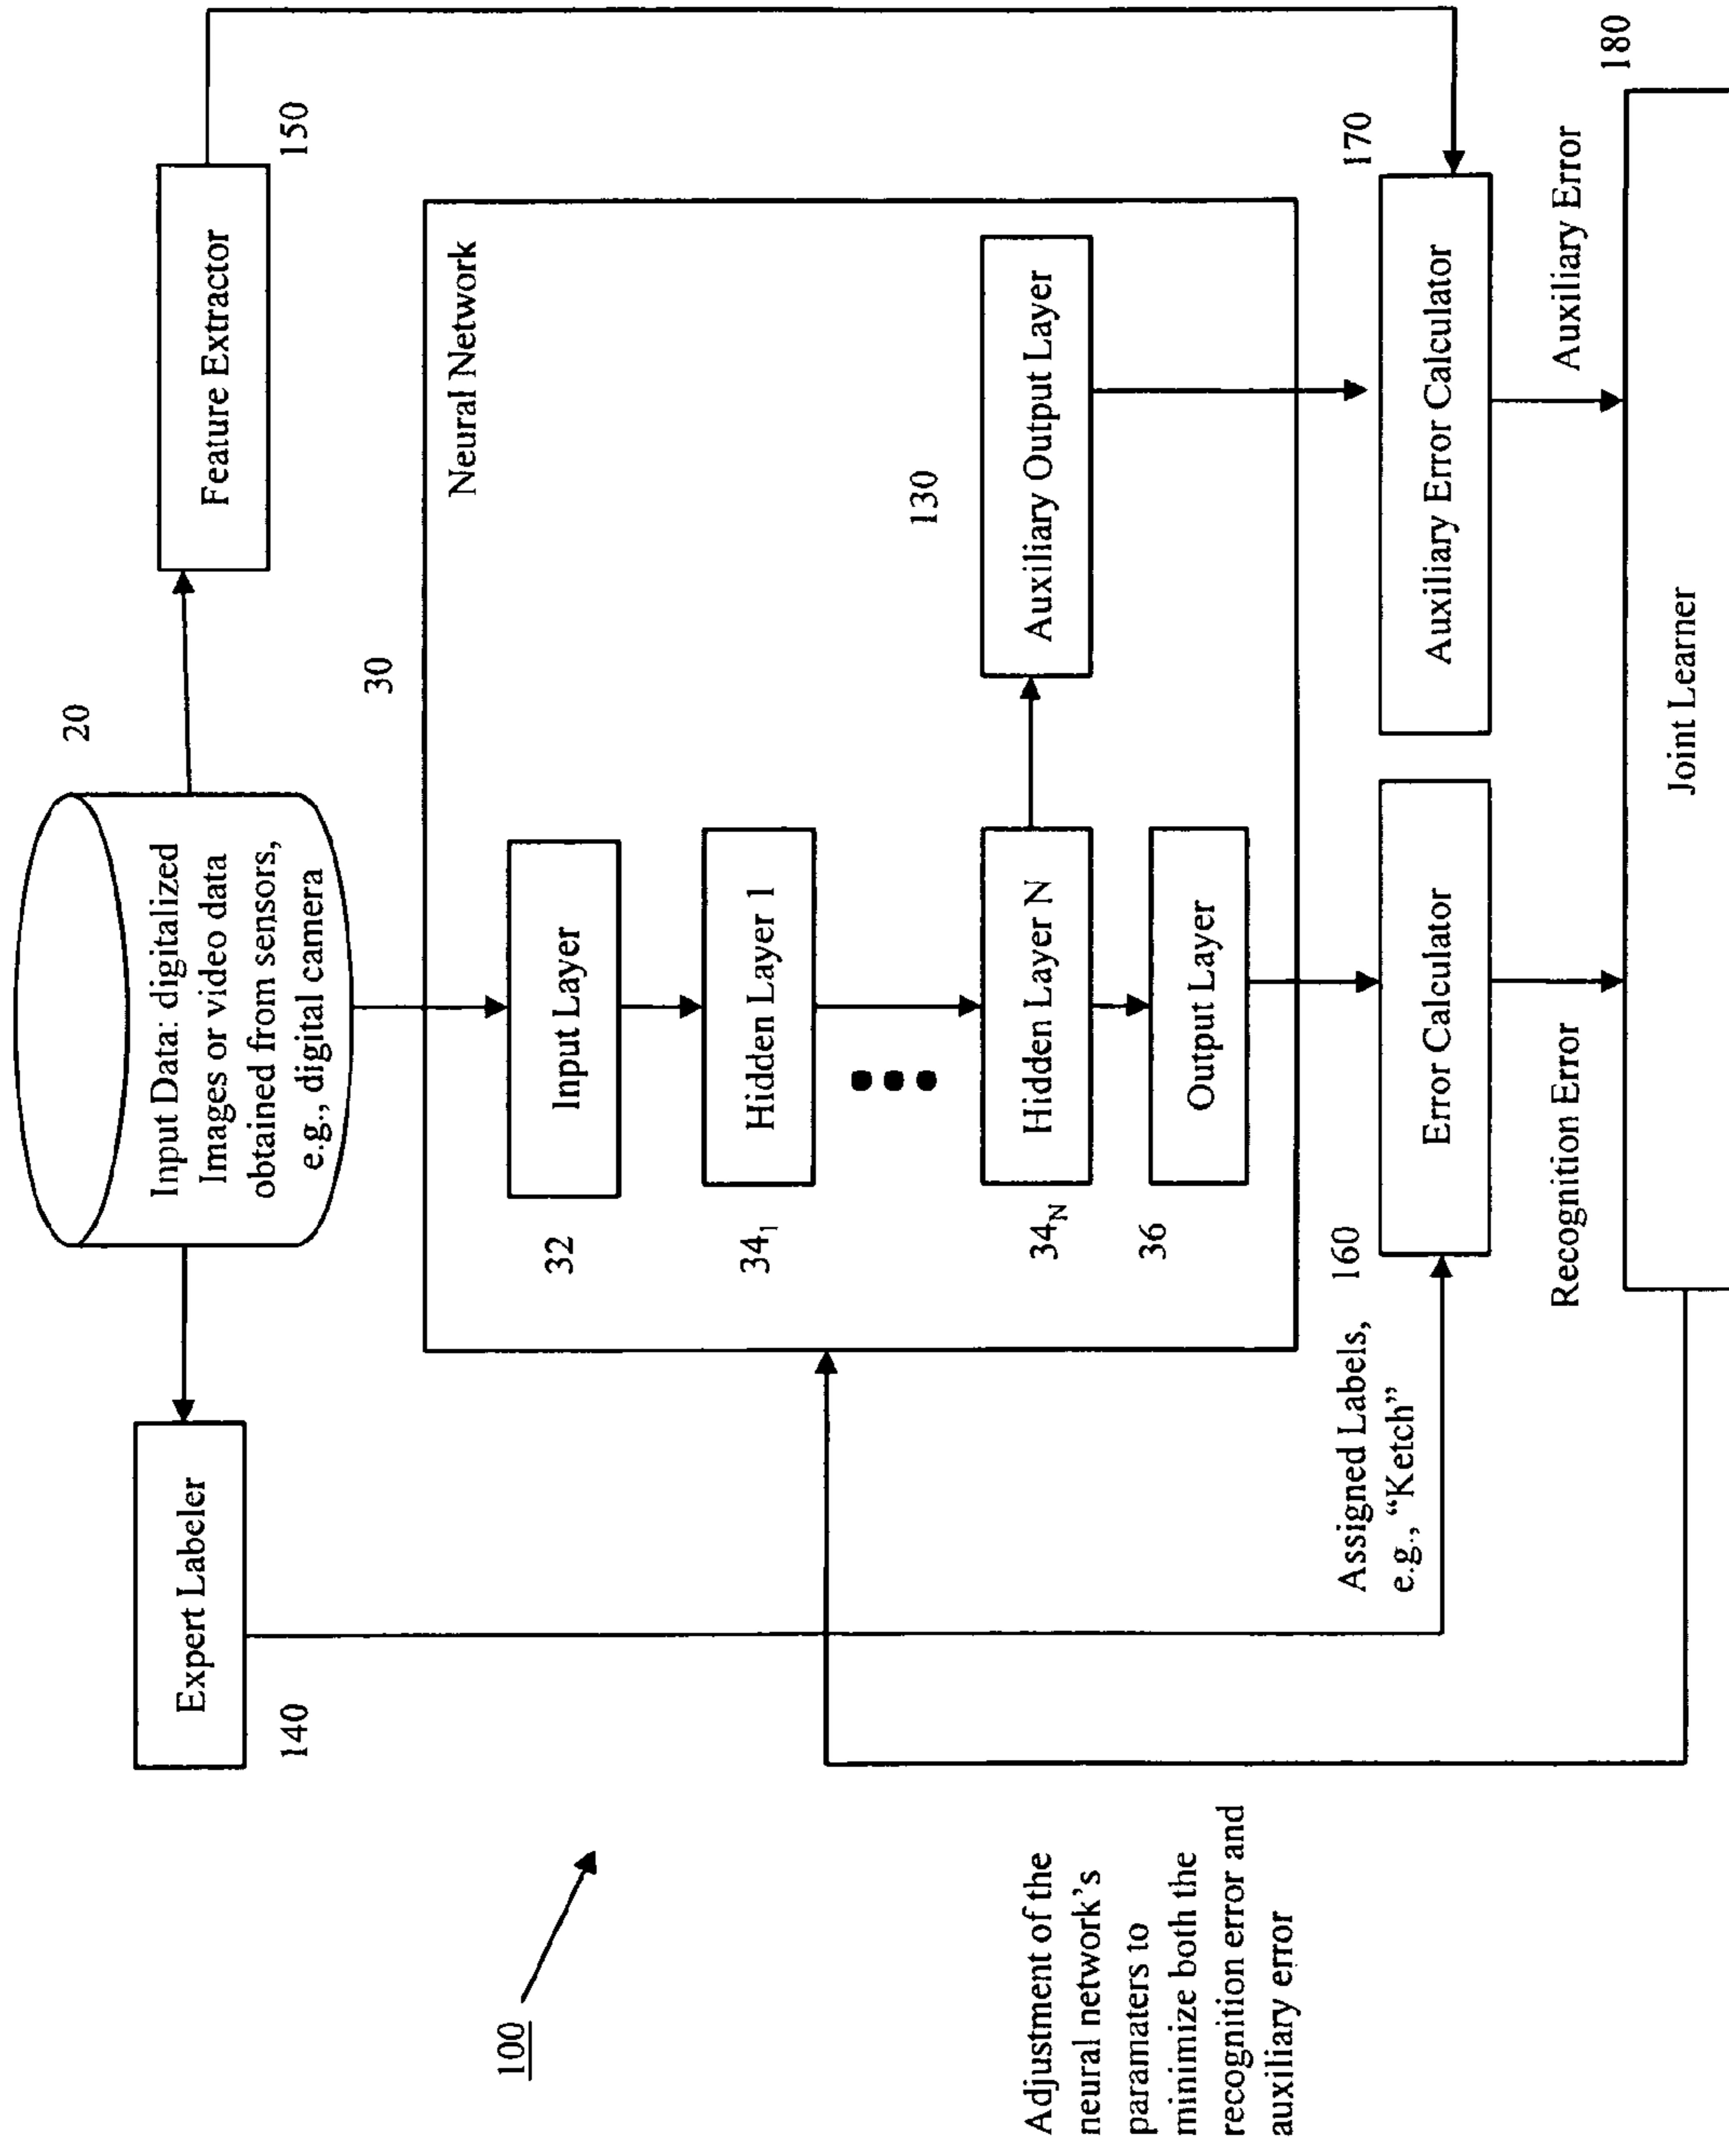 20
Input Data: digitalized
Images or video data
obtained from sensors,
e.g., digital camera
Expert Labeler
140
Feature Extractor
150
30
Neural Network
Input Layer
32
Hidden Layer 1
34₁
Hidden Layer N
34_N
130
Auxiliary Output Layer
Output Layer
36
Assigned Labels,
e.g., “Ketch”
160
Error Calculator
170
Auxiliary Error Calculator
Recognition Error
Auxiliary Error
180
Joint Learner
100
Adjustment of the
neural network’s
paramaters to
minimize both the
recognition error and
auxiliary error